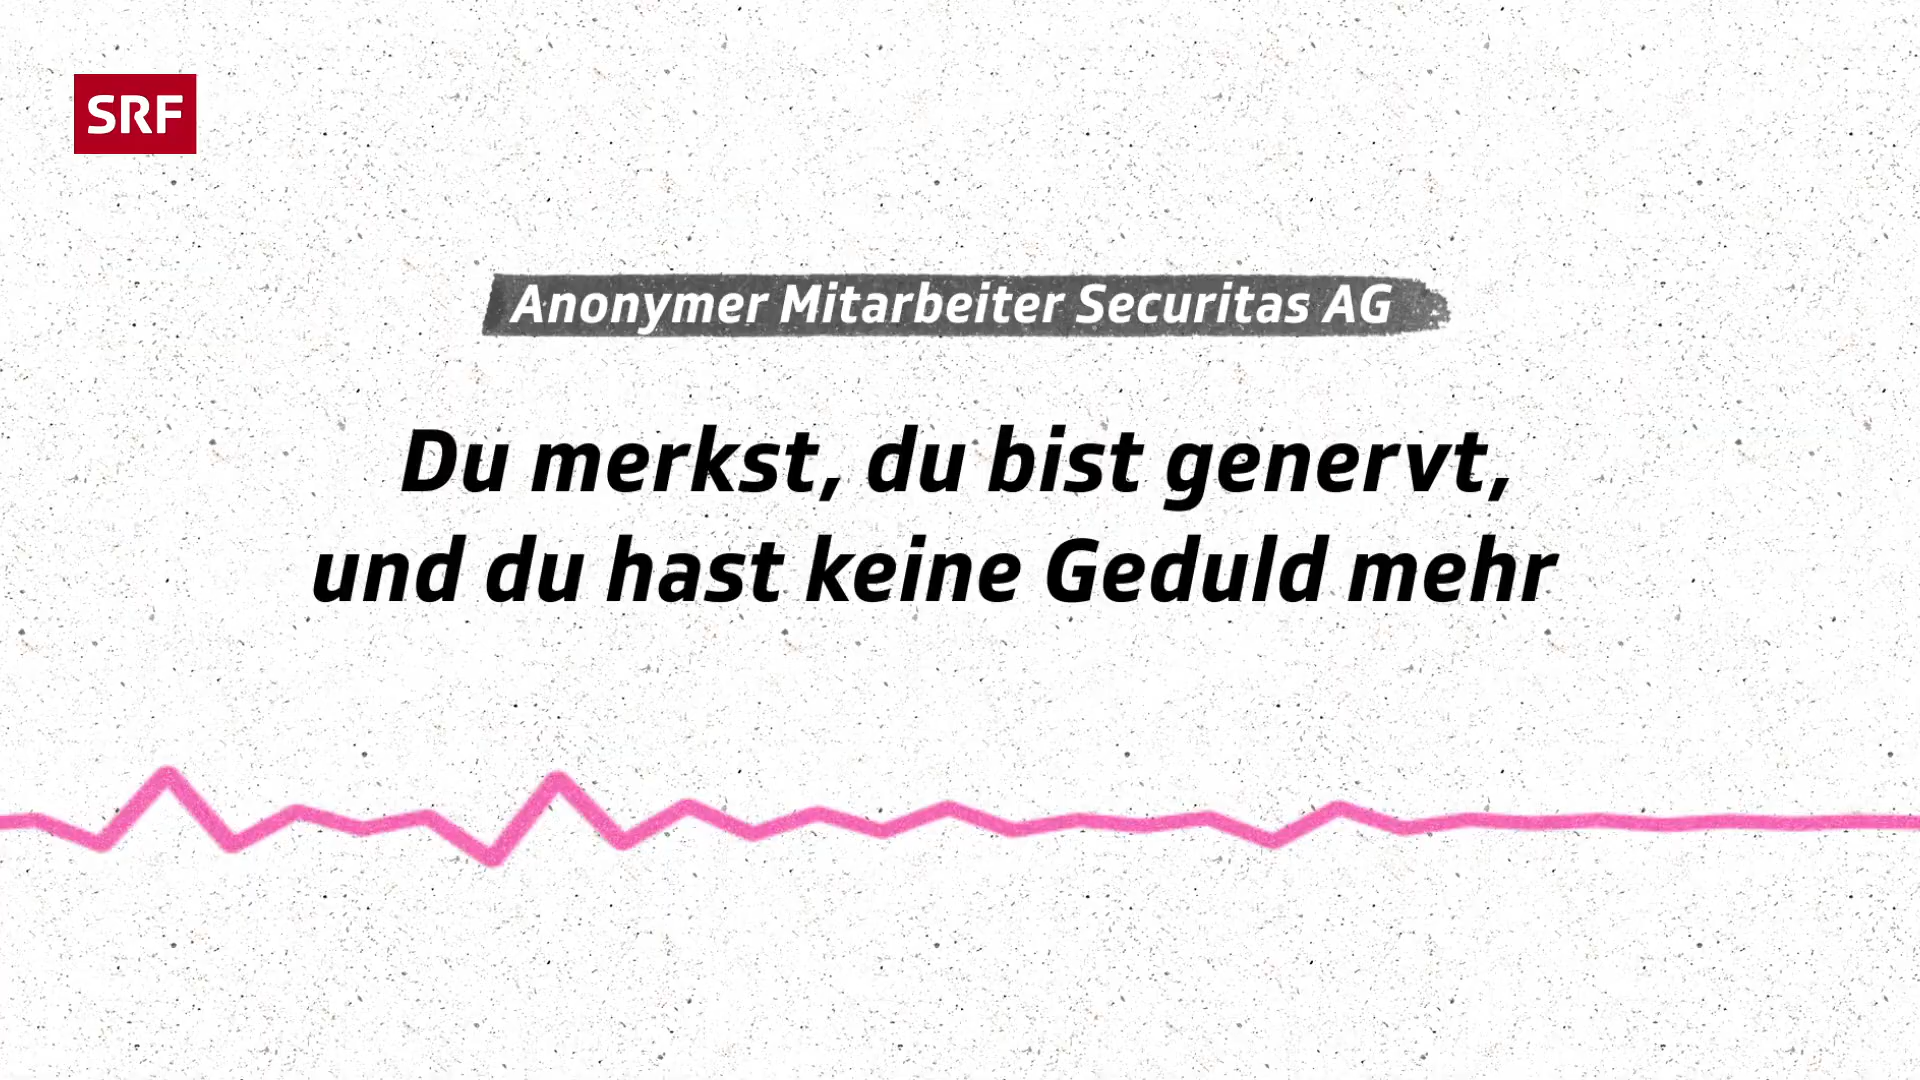 SRF
Anonymer Mitarbeiter Securitas AG
Du merkst, du bist genervt,
und du hast keine Geduld mehr